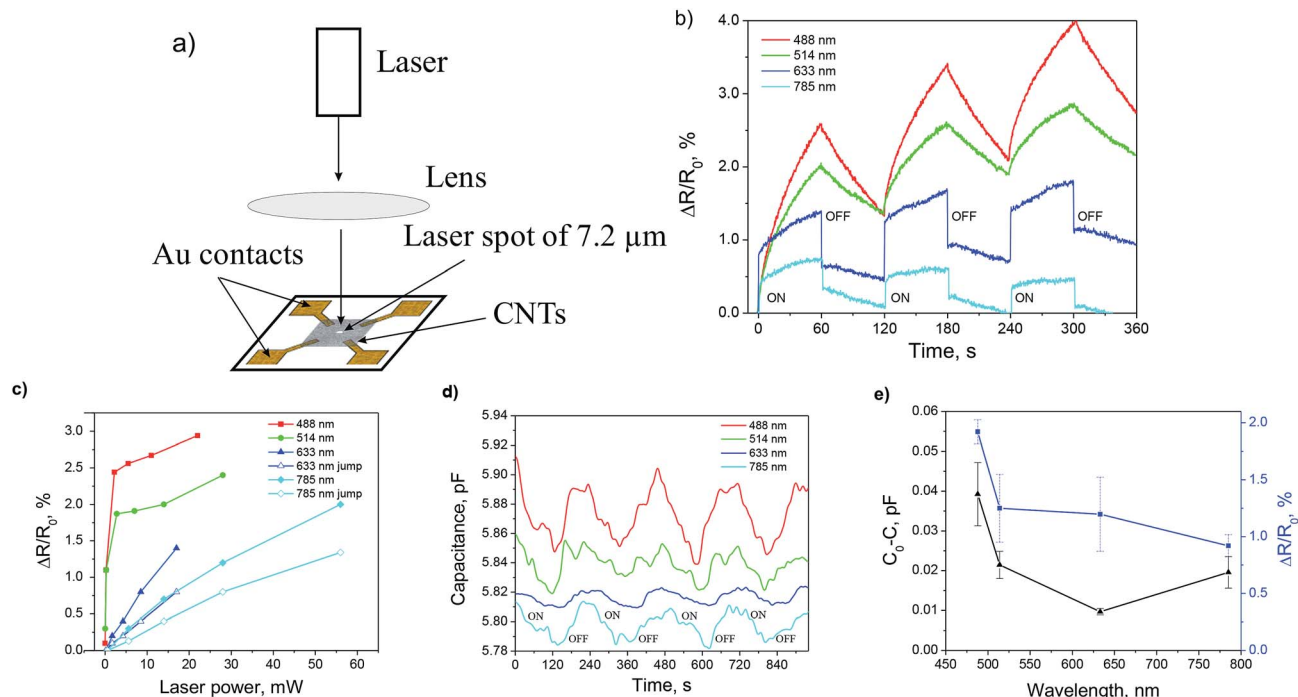 a)
Laser
Lens
Laser spot of 7.2 µm
Au contacts
CNTs
b)
4.0
3.0
2.0
1.0
0.0
ΔR/R₀, %
488 nm
514 nm
633 nm
785 nm
OFF
OFF
OFF
ON
ON
ON
0
60
120
180
240
300
360
Time, s
c)
3.0
2.5
2.0
1.5
1.0
0.5
0.0
ΔR/R₀, %
488 nm
514 nm
633 nm
633 nm jump
785 nm
785 nm jump
0
10
20
30
40
50
60
Laser power, mW
d)
5.94
5.92
5.90
5.88
5.86
5.84
5.82
5.80
5.78
Capacitance, pF
488 nm
514 nm
633 nm
785 nm
ON
ON
ON
ON
OFF
OFF
OFF
OFF
0
120
240
360
480
600
720
840
Time, s
e)
0.06
0.05
0.04
0.03
0.02
0.01
0.00
C₀-C, pF
2.0
1.5
1.0
0.5
0.0
ΔR/R₀, %
450
500
550
600
650
700
750
800
Wavelength, nm